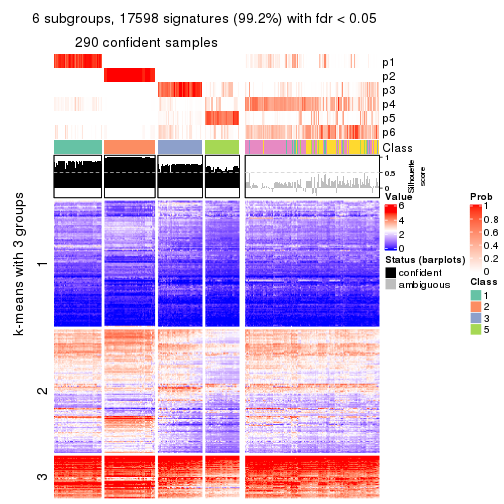 6 subgroups, 17598 signatures (99.2%) with fdr < 0.05
290 confident samples
p1
p2
p3
p4
p5
p6
Class
1
0.5
0
Silhouette
score
k-means with 3 groups
1
2
3
Value
6
4
2
0
Status (barplots)
confident
ambiguous
Prob
1
0.8
0.6
0.4
0.2
0
Class
1
2
3
5